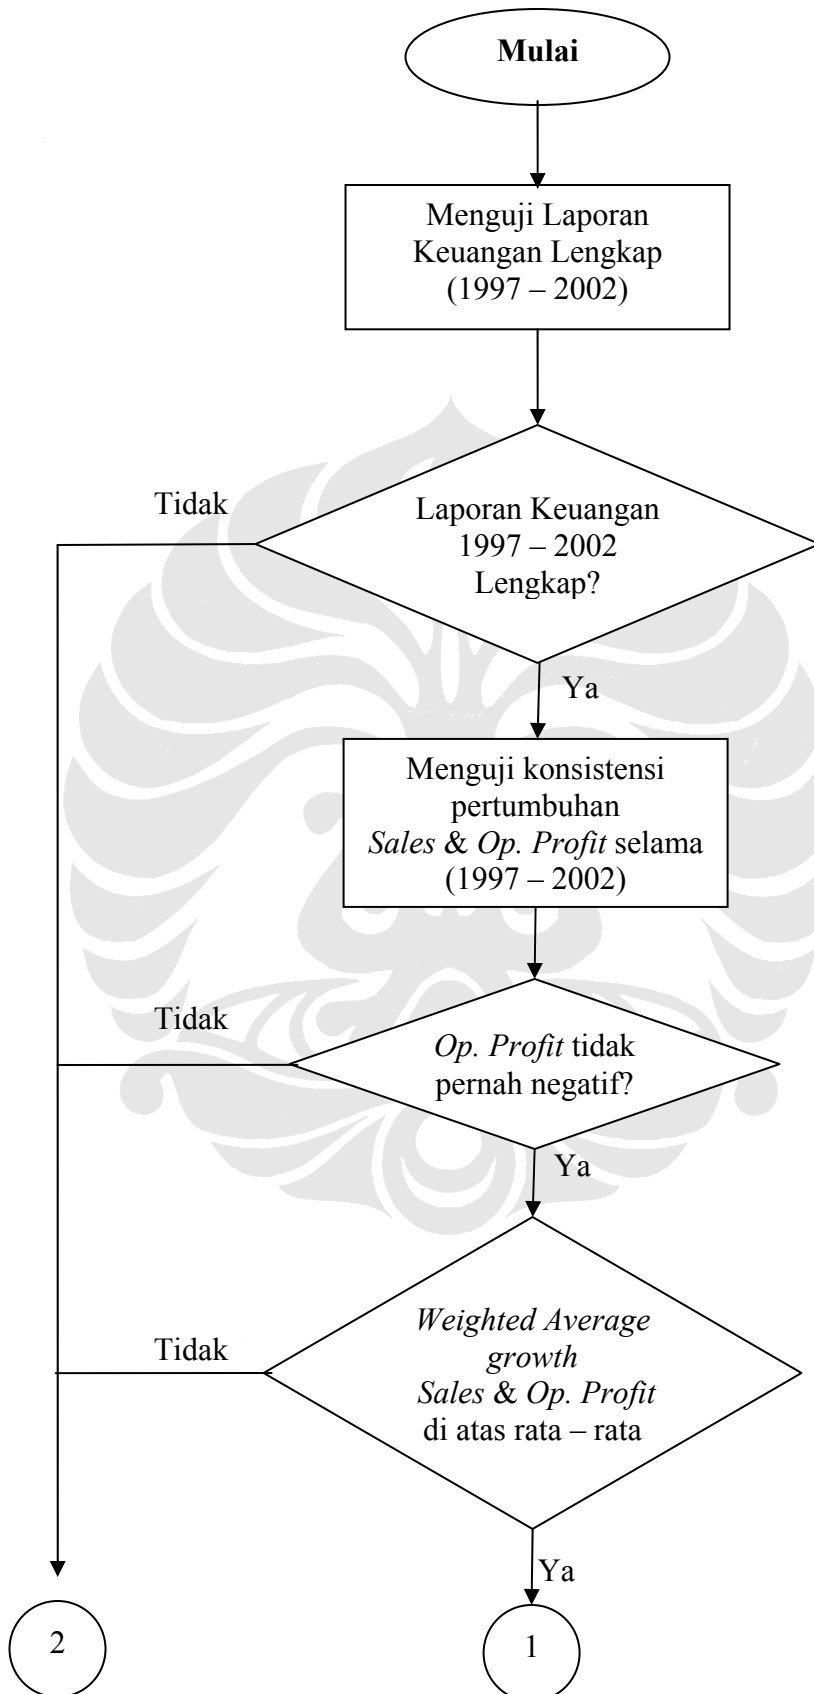 Mulai
Menguji Laporan
Keuangan Lengkap
(1997 – 2002)
Tidak
Laporan Keuangan
1997 – 2002
Lengkap?
Ya
Menguji konsistensi
pertumbuhan
Sales & Op. Profit selama
(1997 – 2002)
Tidak
Op. Profit tidak
pernah negatif?
Ya
Tidak
Weighted Average
growth
Sales & Op. Profit
di atas rata – rata
Ya
2
1